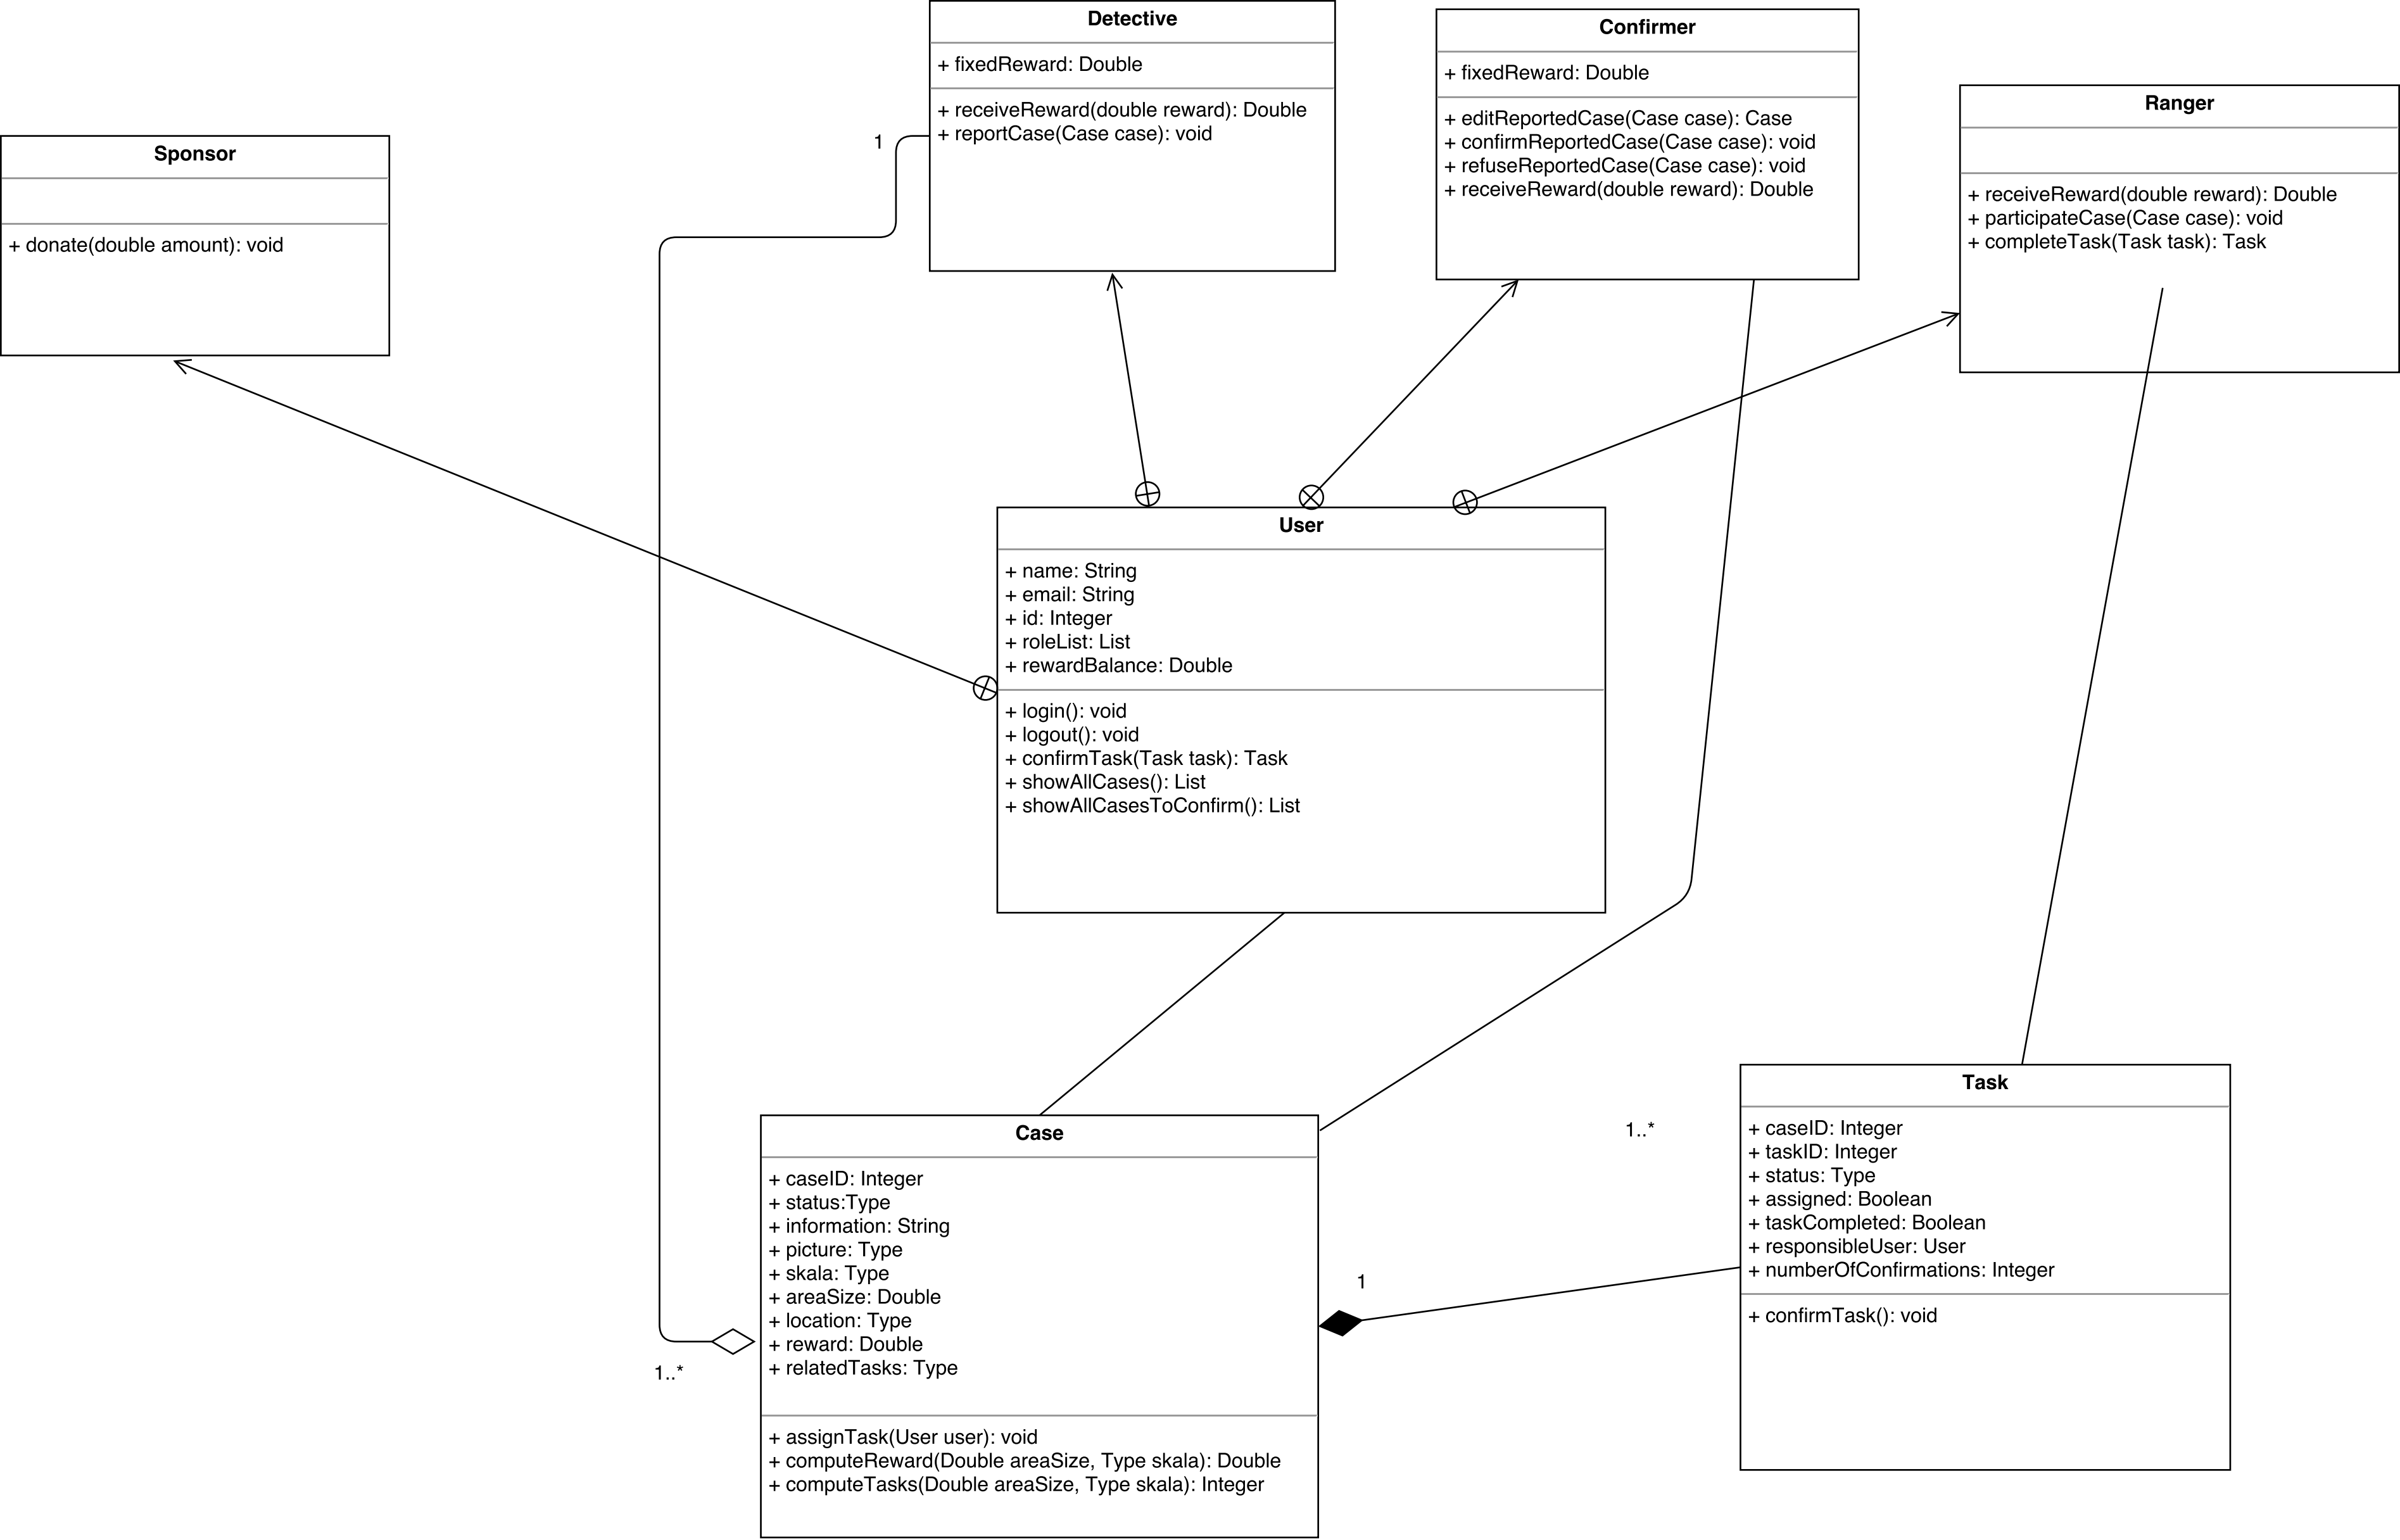 Detective
+ fixedReward: Double
+ receiveReward(double reward): Double
+ reportCase(Case case): void
Confirmer
+ fixedReward: Double
+ editReportedCase(Case case): Case
+ confirmReportedCase(Case case): void
+ refuseReportedCase(Case case): void
+ receiveReward(double reward): Double
Ranger
+ receiveReward(double reward): Double
+ participateCase(Case case): void
+ completeTask(Task task): Task
Sponsor
+ donate(double amount): void
1
User
+ name: String
+ email: String
+ id: Integer
+ roleList: List
+ rewardBalance: Double
+ login(): void
+ logout(): void
+ confirmTask(Task task): Task
+ showAllCases(): List
+ showAllCasesToConfirm(): List
Case
+ caseID: Integer
+ status:Type
+ information: String
+ picture: Type
+ skala: Type
+ areaSize: Double
+ location: Type
+ reward: Double
+ relatedTasks: Type
+ assignTask(User user): void
+ computeReward(Double areaSize, Type skala): Double
+ computeTasks(Double areaSize, Type skala): Integer
1..*
1
1..*
Task
+ caseID: Integer
+ taskID: Integer
+ status: Type
+ assigned: Boolean
+ taskCompleted: Boolean
+ responsibleUser: User
+ numberOfConfirmations: Integer
+ confirmTask(): void